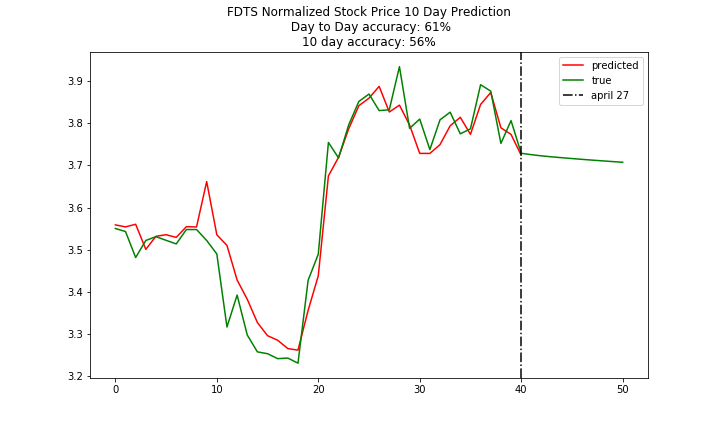 FDTS Normalized Stock Price 10 Day Prediction
Day to Day accuracy: 61%
10 day accuracy: 56%
predicted
true
april 27
3.9
3.8
3.7
3.6
3.5
3.4
3.3
3.2
0 10 20 30 40 50